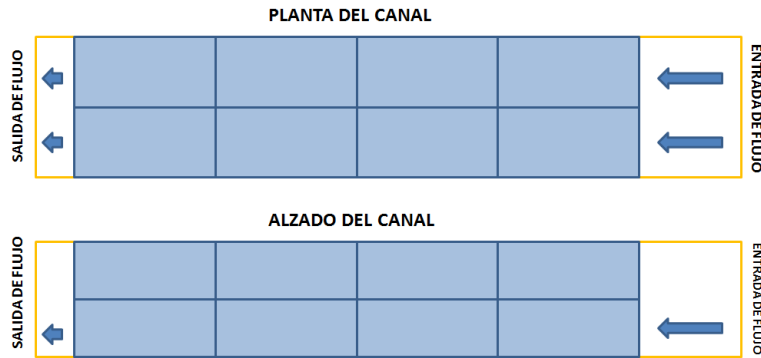 PLANTA DEL CANAL
SALIDA DE FLUJO
ENTRADA DE FLUJO
ALZADO DEL CANAL
SALIDA DE FLUJO
ENTRADA DE FLUJO